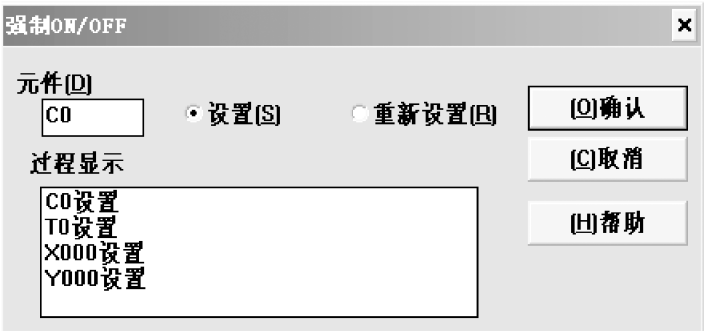 强制ON/OFF
元件(D)
C0
设置(S)
重新设置(R)
(O)确认
过程显示
(C)取消
C0设置
T0设置
X000设置
Y000设置
(H)帮助